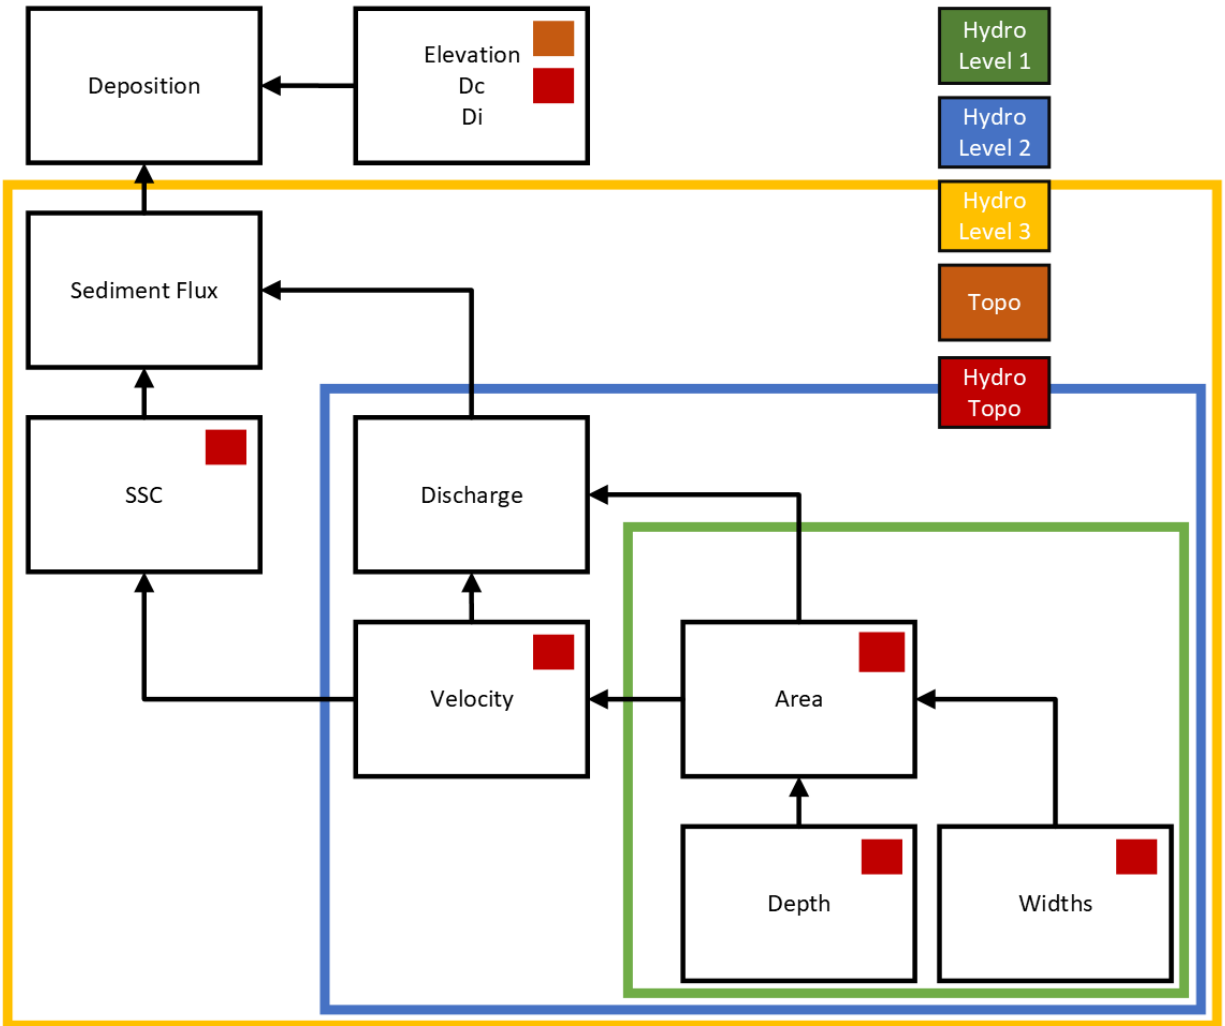 Deposition
Elevation
Dc
Di
Hydro
Level 1
Hydro
Level 2
Hydro
Level 3
Topo
Hydro
Topo
Sediment Flux
SSC
Discharge
Velocity
Area
Depth
Widths